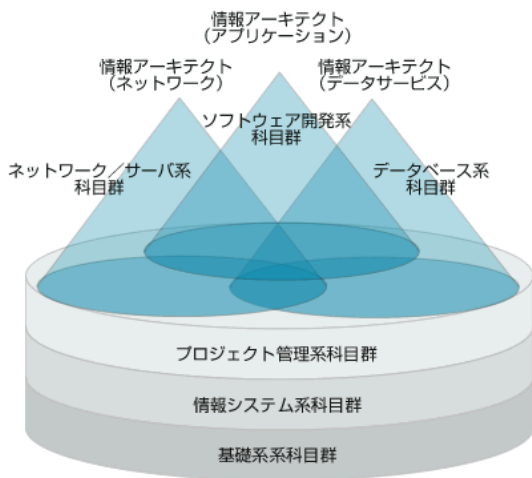 情報アーキテクト
（アプリケーション）
情報アーキテクト
（ネットワーク）
情報アーキテクト
（データサービス）
ソフトウェア開発系
科目群
ネットワーク／サーバ系
科目群
データベース系
科目群
プロジェクト管理系科目群
情報システム系科目群
基礎系系科目群